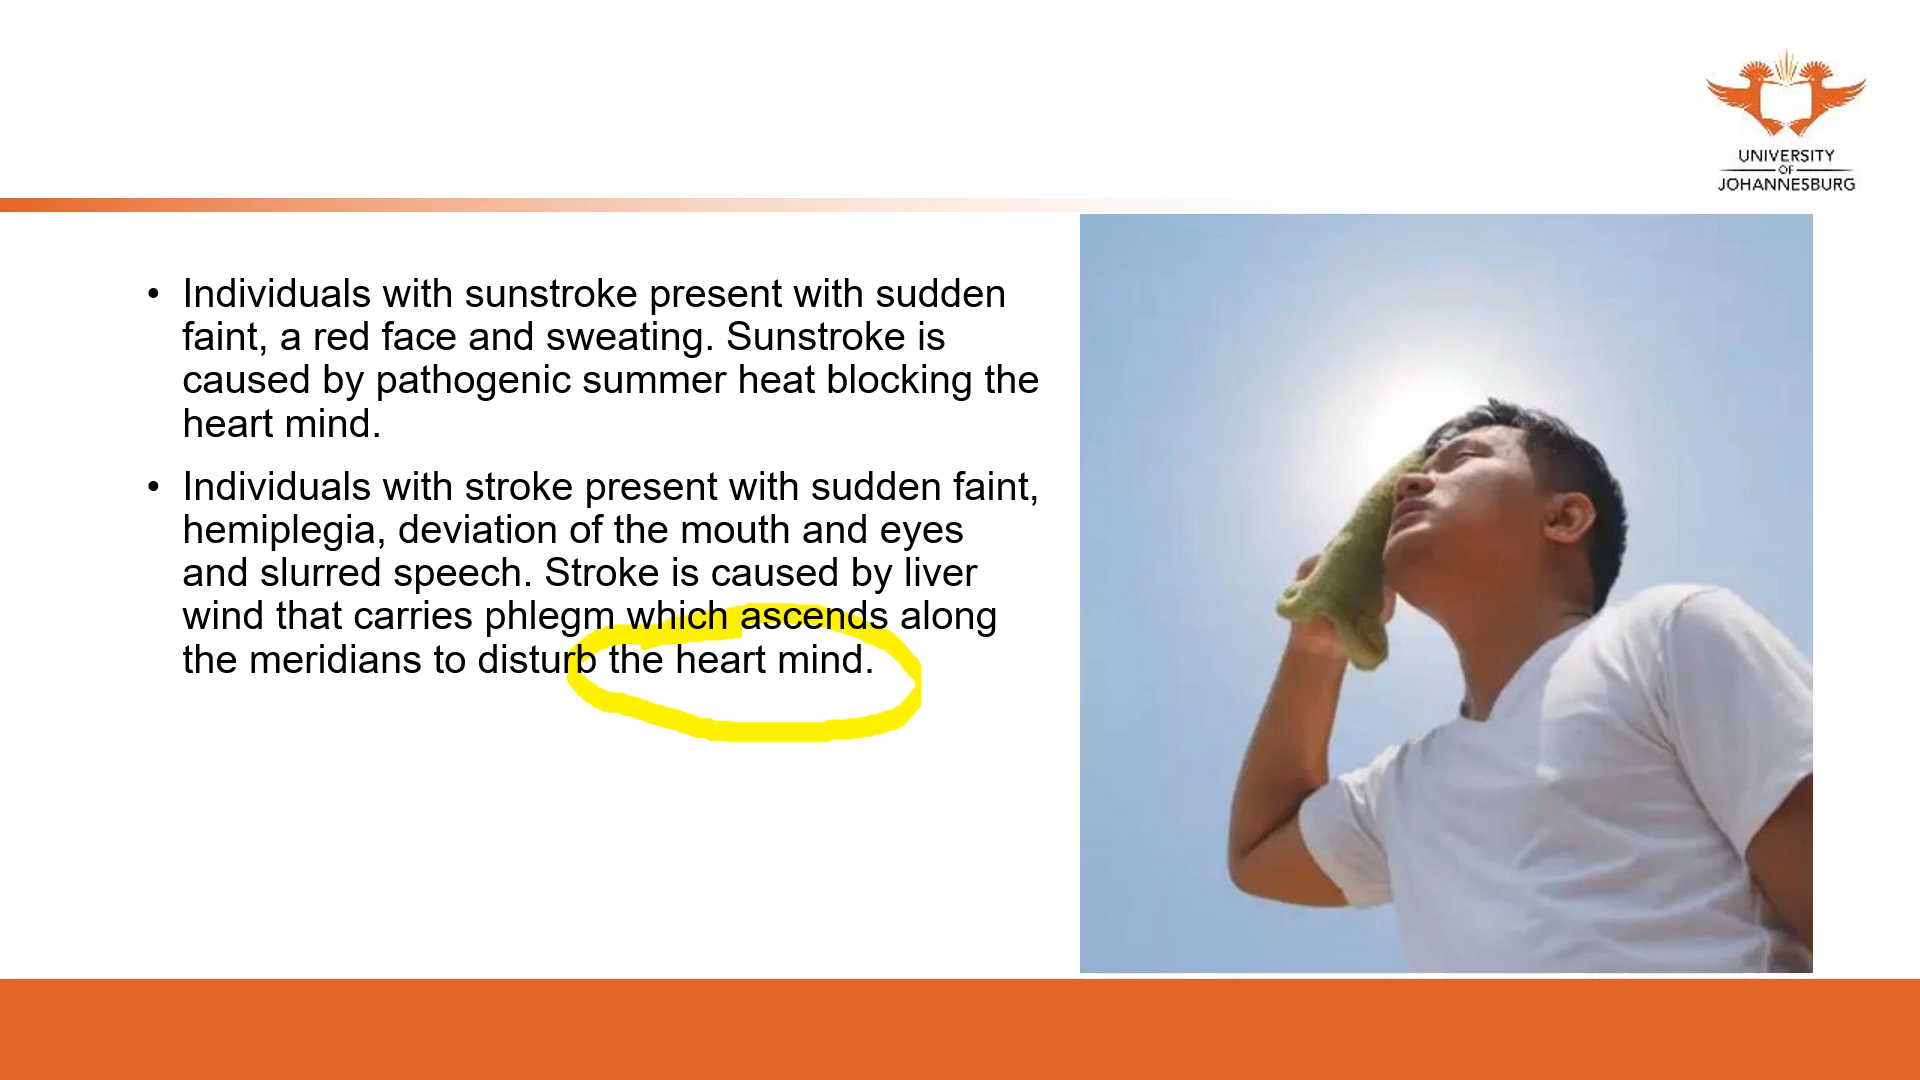 UNIVERSITY
OF
JOHANNESBURG
• Individuals with sunstroke present with sudden
faint, a red face and sweating. Sunstroke is
caused by pathogenic summer heat blocking the
heart mind.
• Individuals with stroke present with sudden faint,
hemiplegia, deviation of the mouth and eyes
and slurred speech. Stroke is caused by liver
wind that carries phlegm which ascends along
the meridians to disturb the heart mind.